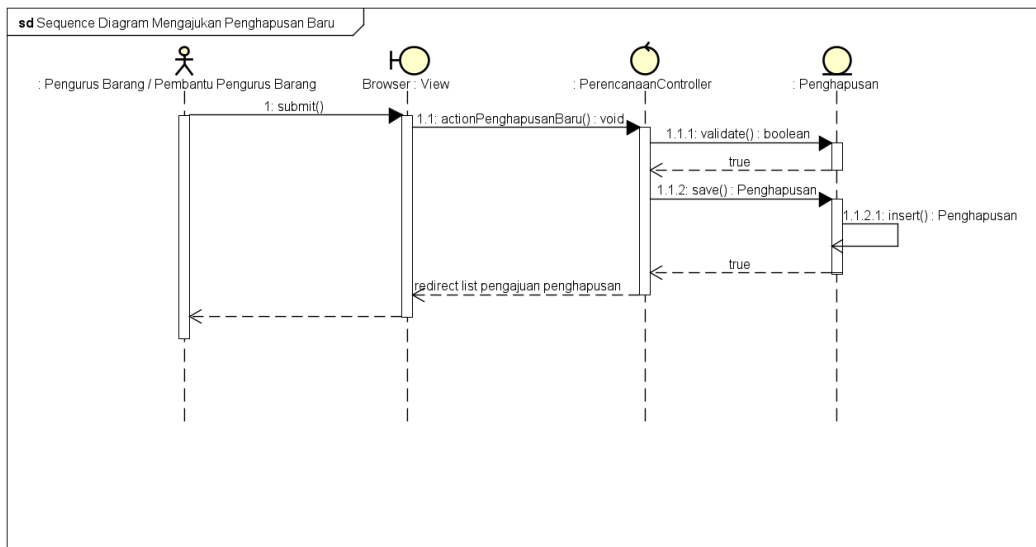 sd Sequence Diagram Mengajukan Penghapusan Baru
: Pengurus Barang / Pembantu Pengurus Barang
Browser : View
: PerencanaanController
: Penghapusan
1: submit()
1.1: actionPenghapusanBaru() : void
1.1.1: validate() : boolean
true
1.1.2: save() : Penghapusan
1.1.2.1: insert() : Penghapusan
true
redirect list pengajuan penghapusan